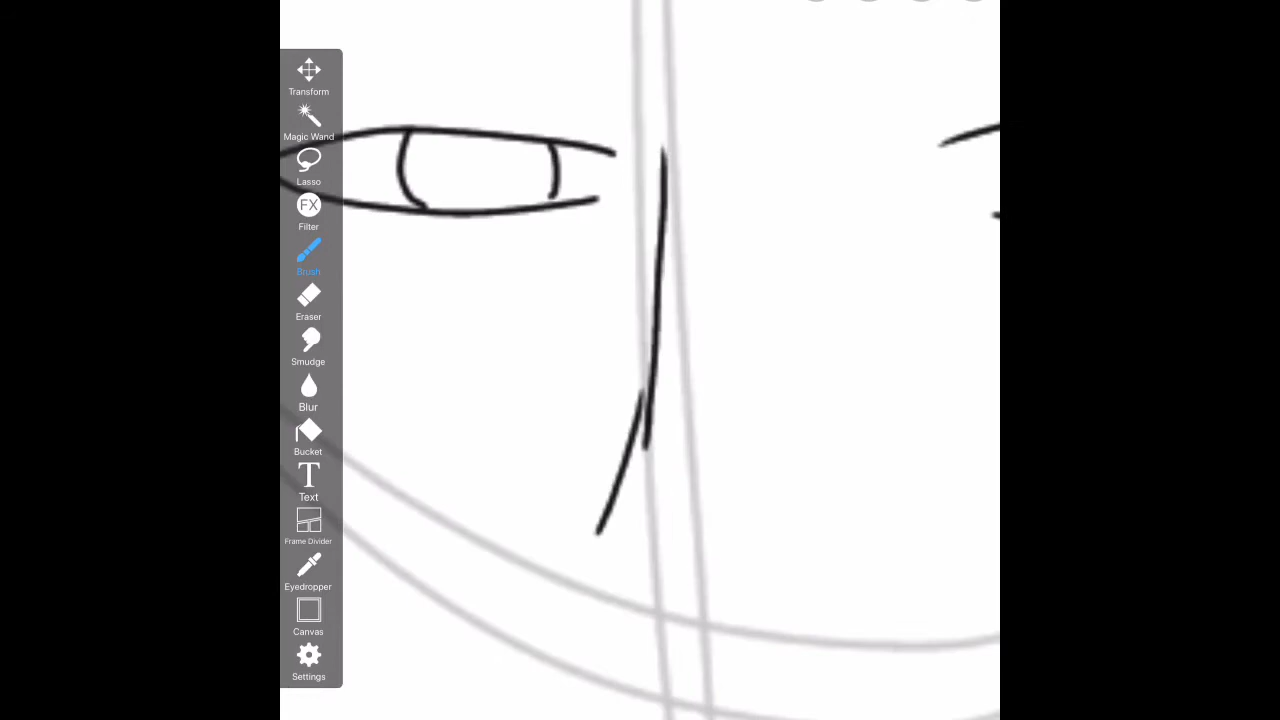 Transform
Magic Wand
Lasso
FX
Filter
Brush
Eraser
Smudge
Blur
Bucket
T
Text
Frame Divider
Eyedropper
Canvas
Settings